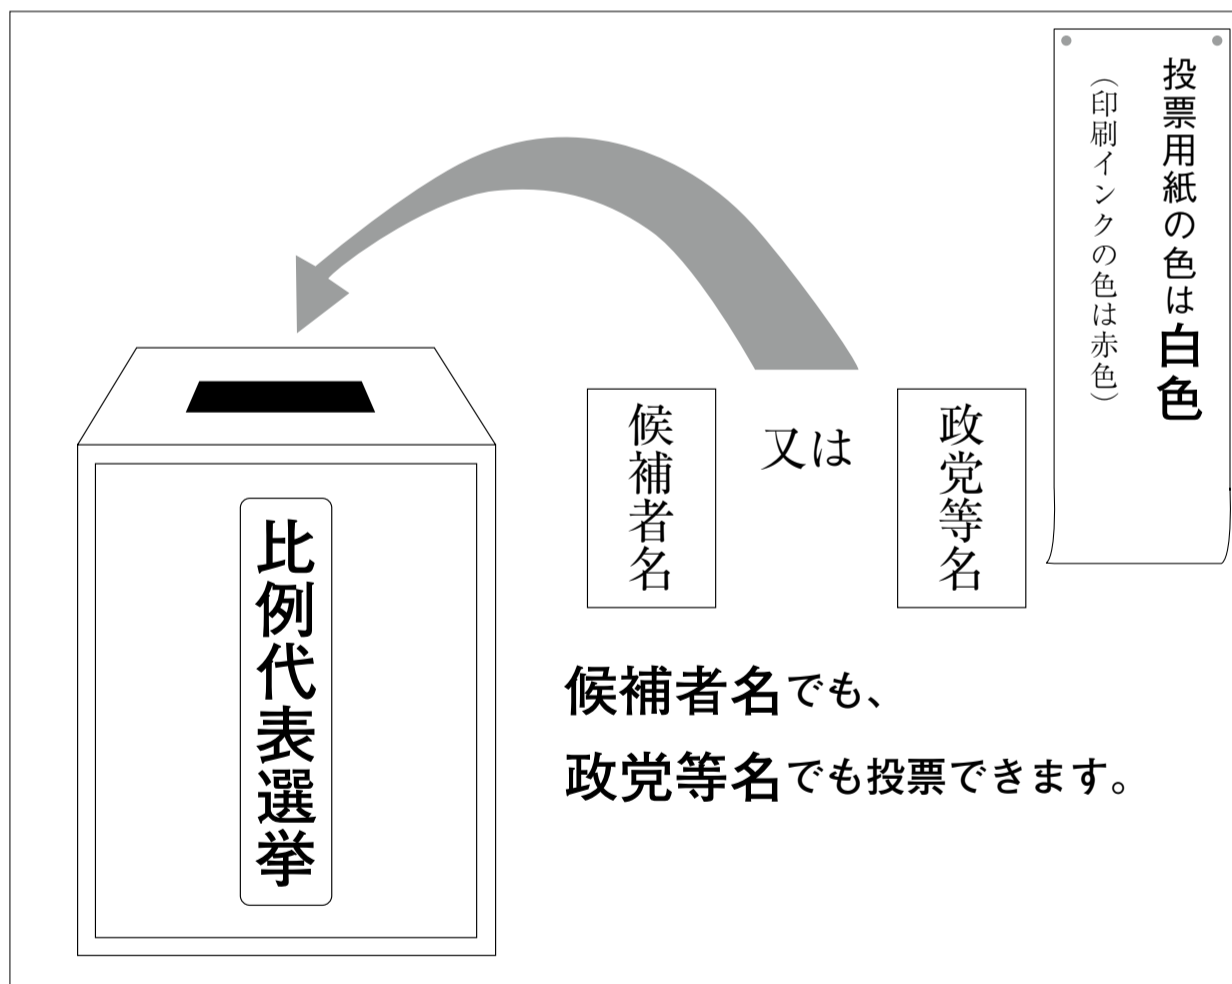 投票用紙の色は白色
（印刷インクの色は赤色）
政党等名
又は
候補者名
比例代表選挙
候補者名でも、
政党等名でも投票できます。